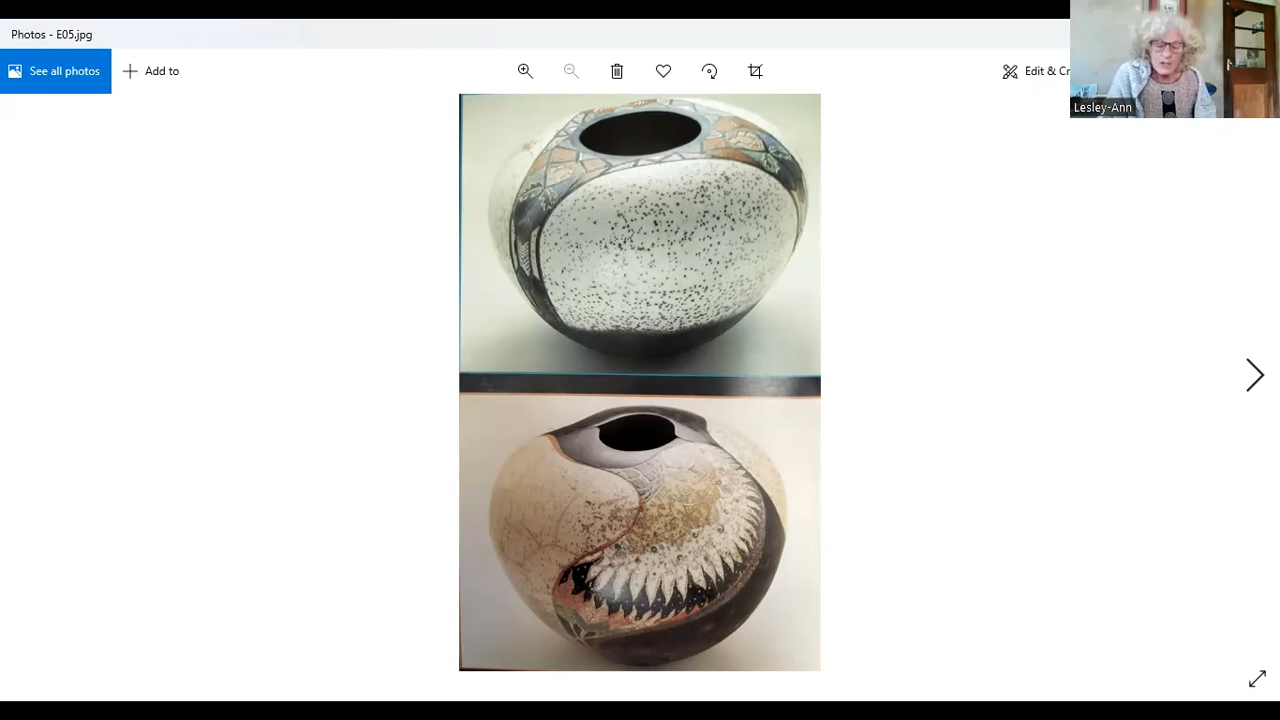 Photos - E05.jpg
See all photos
Add to
Edit & Cr
Lesley-Ann